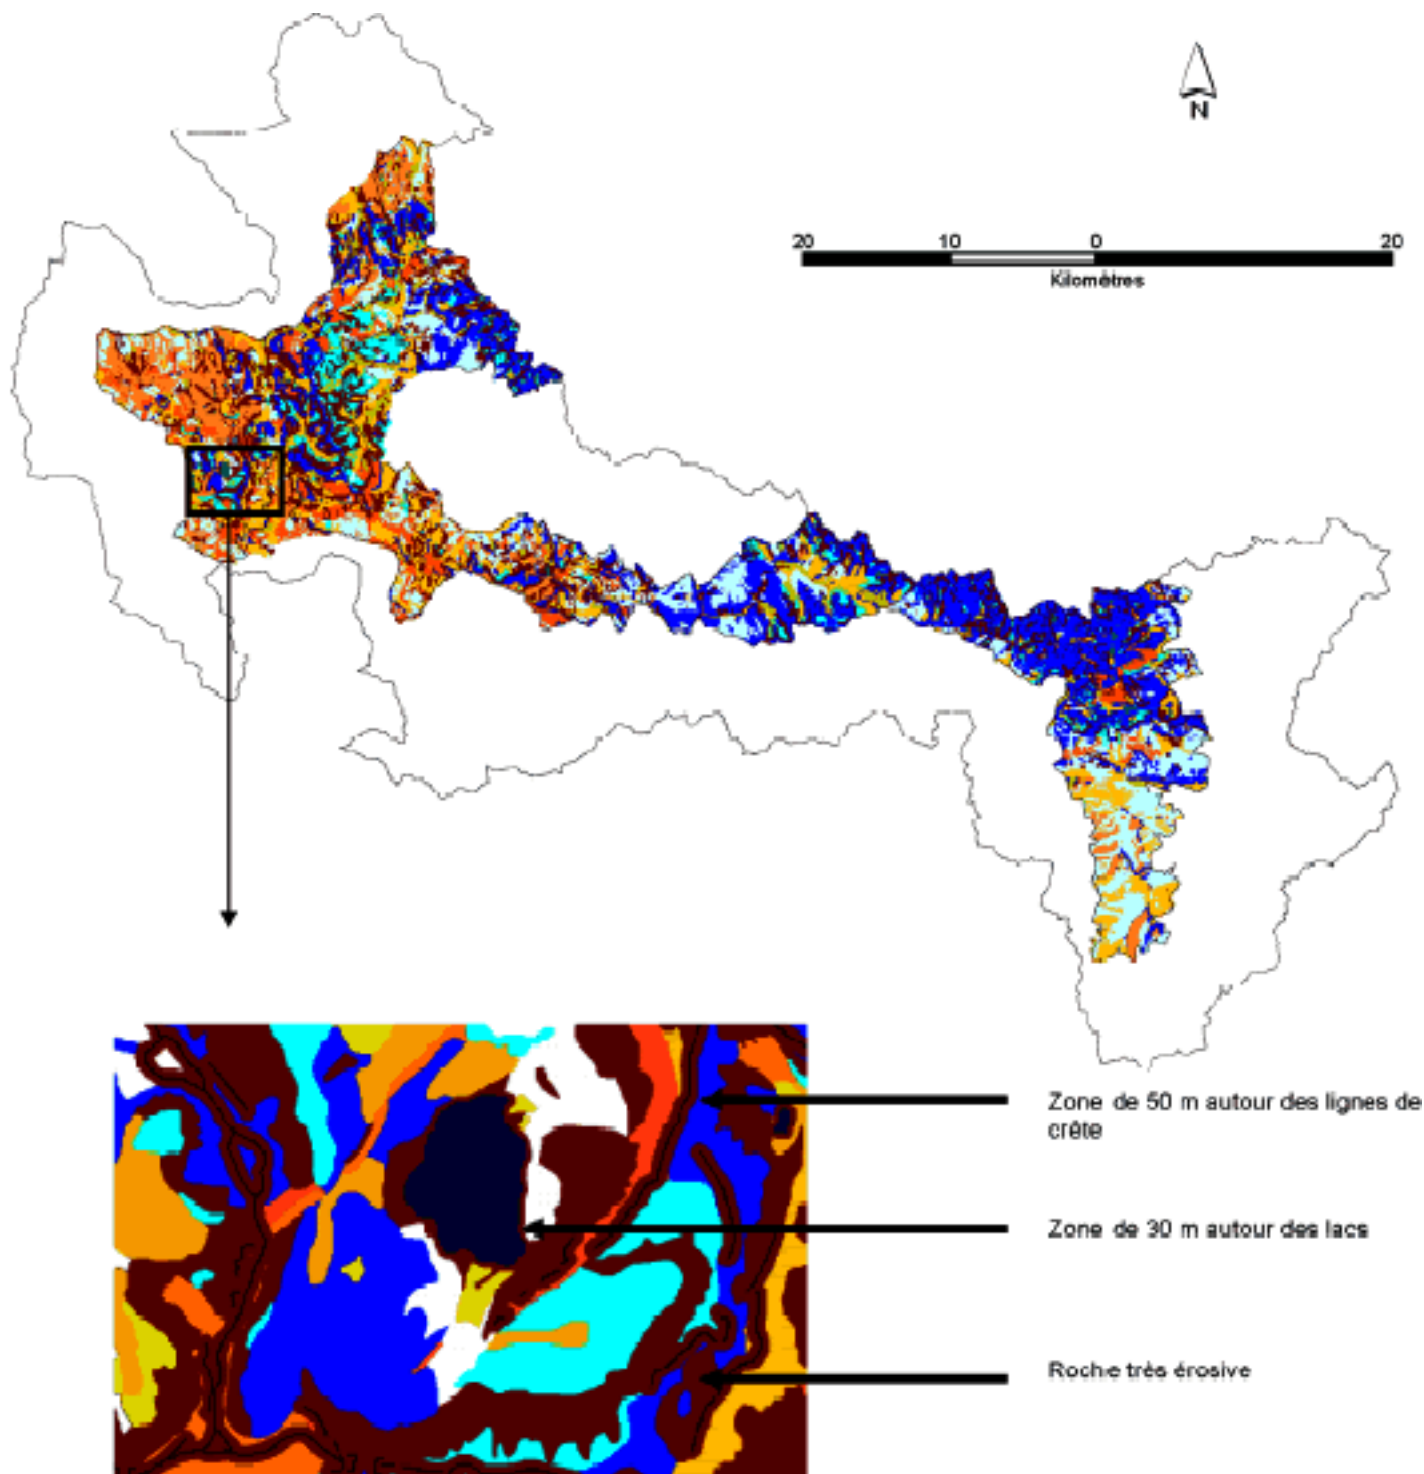 N
20 10 0 20
Kilomètres
Zone de 50 m autour des lignes de
crête
Zone de 30 m autour des lacs
Roche très érosive